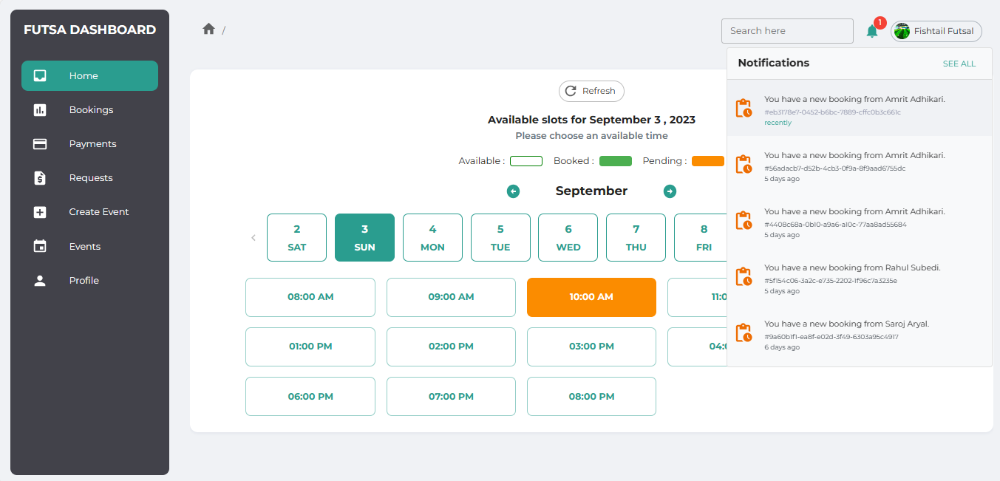 FUTSA DASHBOARD
Home
Bookings
Payments
Requests
Create Event
Events
Profile
/
Search here
1
Fishtail Futsal
Refresh
Available slots for September 3 , 2023
Please choose an available time
Available :
Booked :
Pending :
September
2 SAT
3 SUN
4 MON
5 TUE
6 WED
7 THU
8 FRI
08:00 AM
09:00 AM
10:00 AM
11:0
01:00 PM
02:00 PM
03:00 PM
04:0
06:00 PM
07:00 PM
08:00 PM
Notifications
SEE ALL
You have a new booking from Amrit Adhikari.
#eb3178e7-0452-b6bc-7889-cffc0b3c661c
recently
You have a new booking from Amrit Adhikari.
#56adacb7-d52b-4cb3-0f9a-8f9aad6755dc
5 days ago
You have a new booking from Amrit Adhikari.
#4408c68a-0b10-a9a6-a10c-77aa8ad55684
5 days ago
You have a new booking from Rahul Subedi.
#5f154c06-3a2c-e735-2202-1f96c7a3235e
5 days ago
You have a new booking from Saroj Aryal.
#9a60b1f1-ea8f-e02d-3f49-6303a95c4917
6 days ago